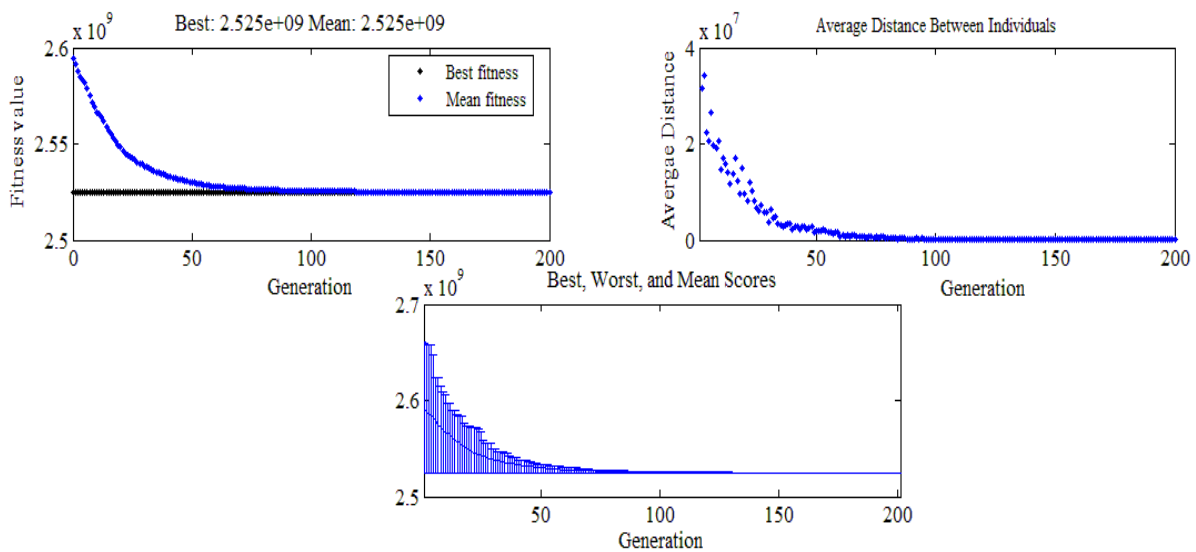 Best: 2.525e+09 Mean: 2.525e+09
x 10^9
2.6
2.55
2.5
Fitness value
Best fitness
Mean fitness
0
50
100
150
200
Generation
Average Distance Between Individuals
x 10^7
4
2
0
Avergae Distance
50
100
150
200
Generation
Best, Worst, and Mean Scores
x 10^9
2.7
2.6
2.5
50
100
150
200
Generation